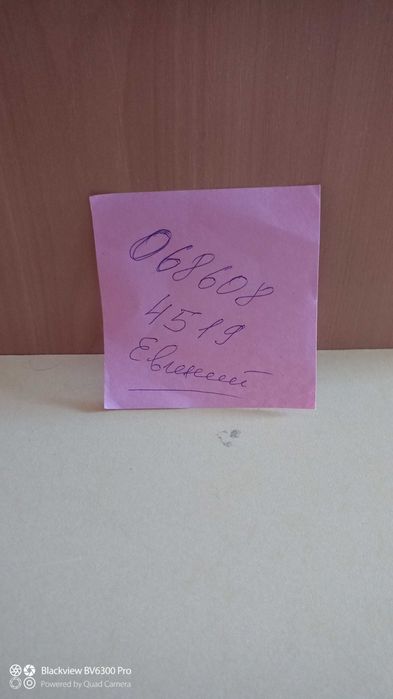 068608
4519
Евгений
Blackview BV6300 Pro
Powered by Quad Camera